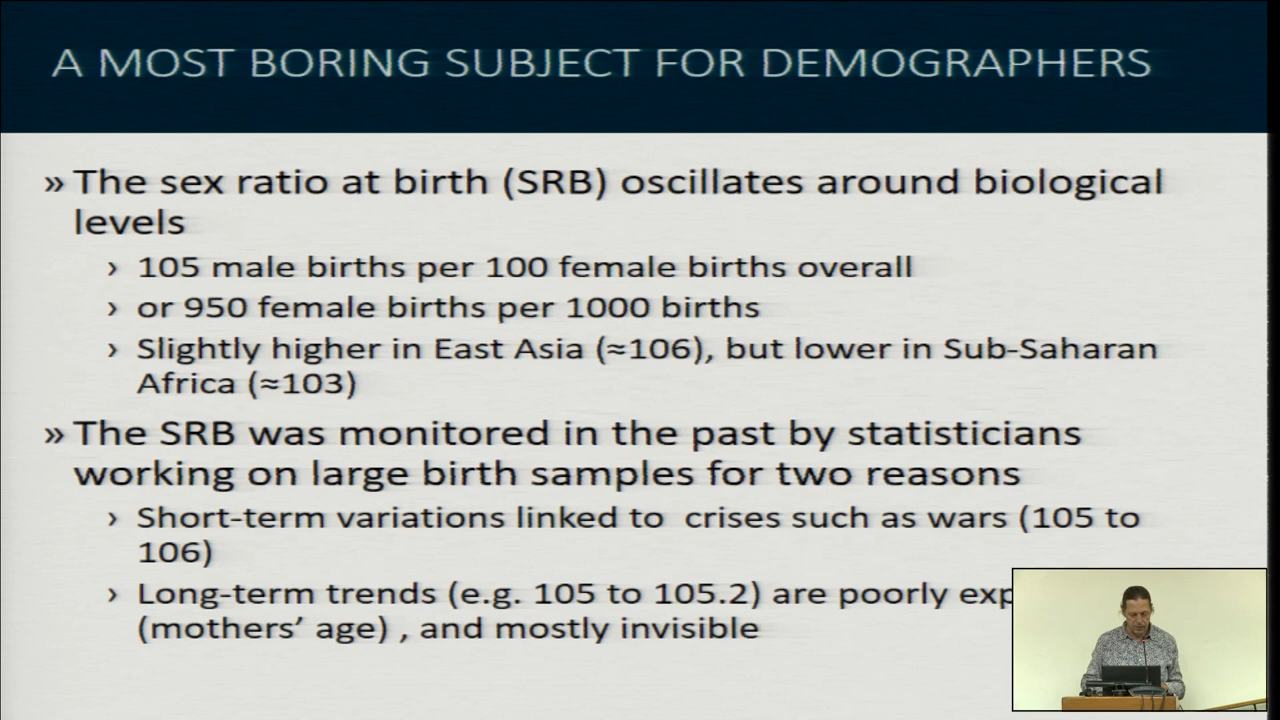 A MOST BORING SUBJECT FOR DEMOGRAPHERS
» The sex ratio at birth (SRB) oscillates around biological
levels
› 105 male births per 100 female births overall
› or 950 female births per 1000 births
› Slightly higher in East Asia (≈106), but lower in Sub-Saharan
Africa (≈103)
» The SRB was monitored in the past by statisticians
working on large birth samples for two reasons
› Short-term variations linked to crises such as wars (105 to
106)
› Long-term trends (e.g. 105 to 105.2) are poorly
(mothers’ age) , and mostly invisible